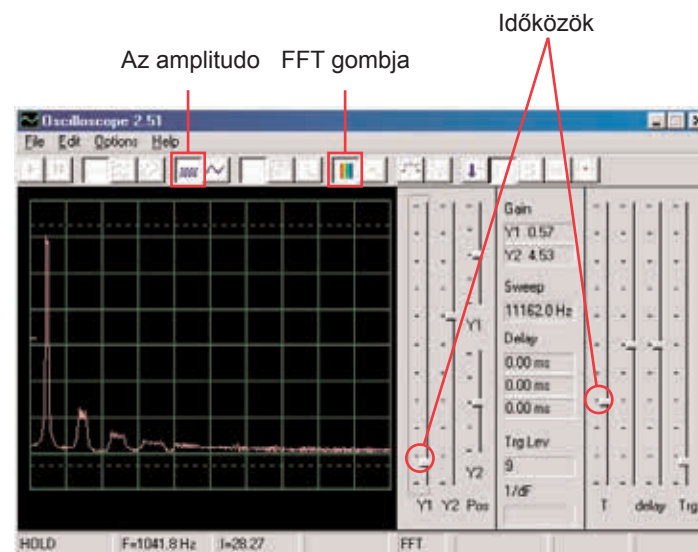 Időközök
Az amplitudo FFT gombja
Oscilloscope 2.51
File Edit Options Help
Gain
Y1 0.57
Y2 4.53
Sweep
11162.0 Hz
Y1
Delay
0.00 ms
0.00 ms
0.00 ms
Trg Lev
Y2
9
1/dF
Y1 Y2 Pos
T delay Trg
HOLD F=1041.8 Hz I=28.27 FFT